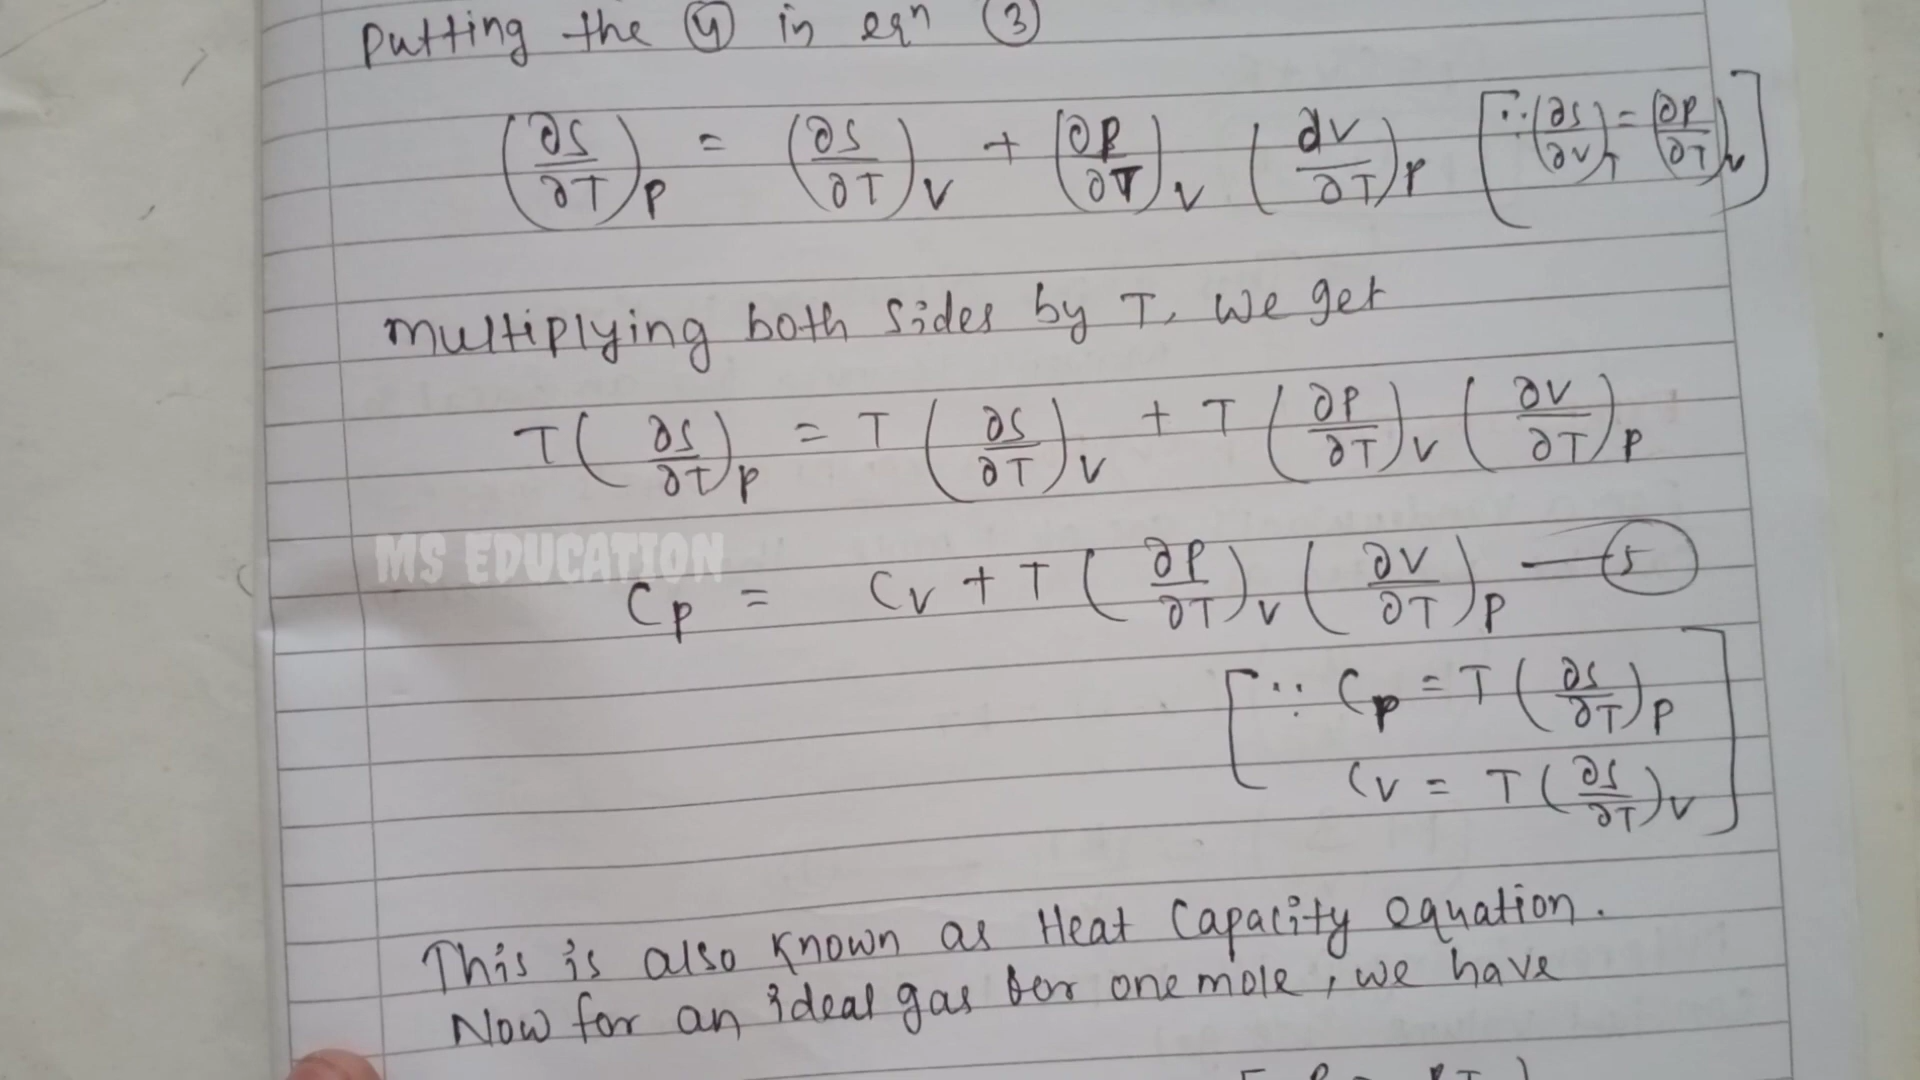 Putting the ④ in eqn ③
(∂S/∂T)P = (∂S/∂T)V + (∂P/∂T)V (∂V/∂T)P [∵ (∂S/∂V)T = (∂P/∂T)V]
Multiplying both sides by T, we get
T(∂S/∂T)P = T(∂S/∂T)V + T(∂P/∂T)V (∂V/∂T)P
MS EDUCATION
CP = CV + T(∂P/∂T)V (∂V/∂T)P — ⑤
[∵ CP = T(∂S/∂T)P
CV = T(∂S/∂T)V]
This is also known as Heat Capacity equation.
Now for an ideal gas for one mole, we have